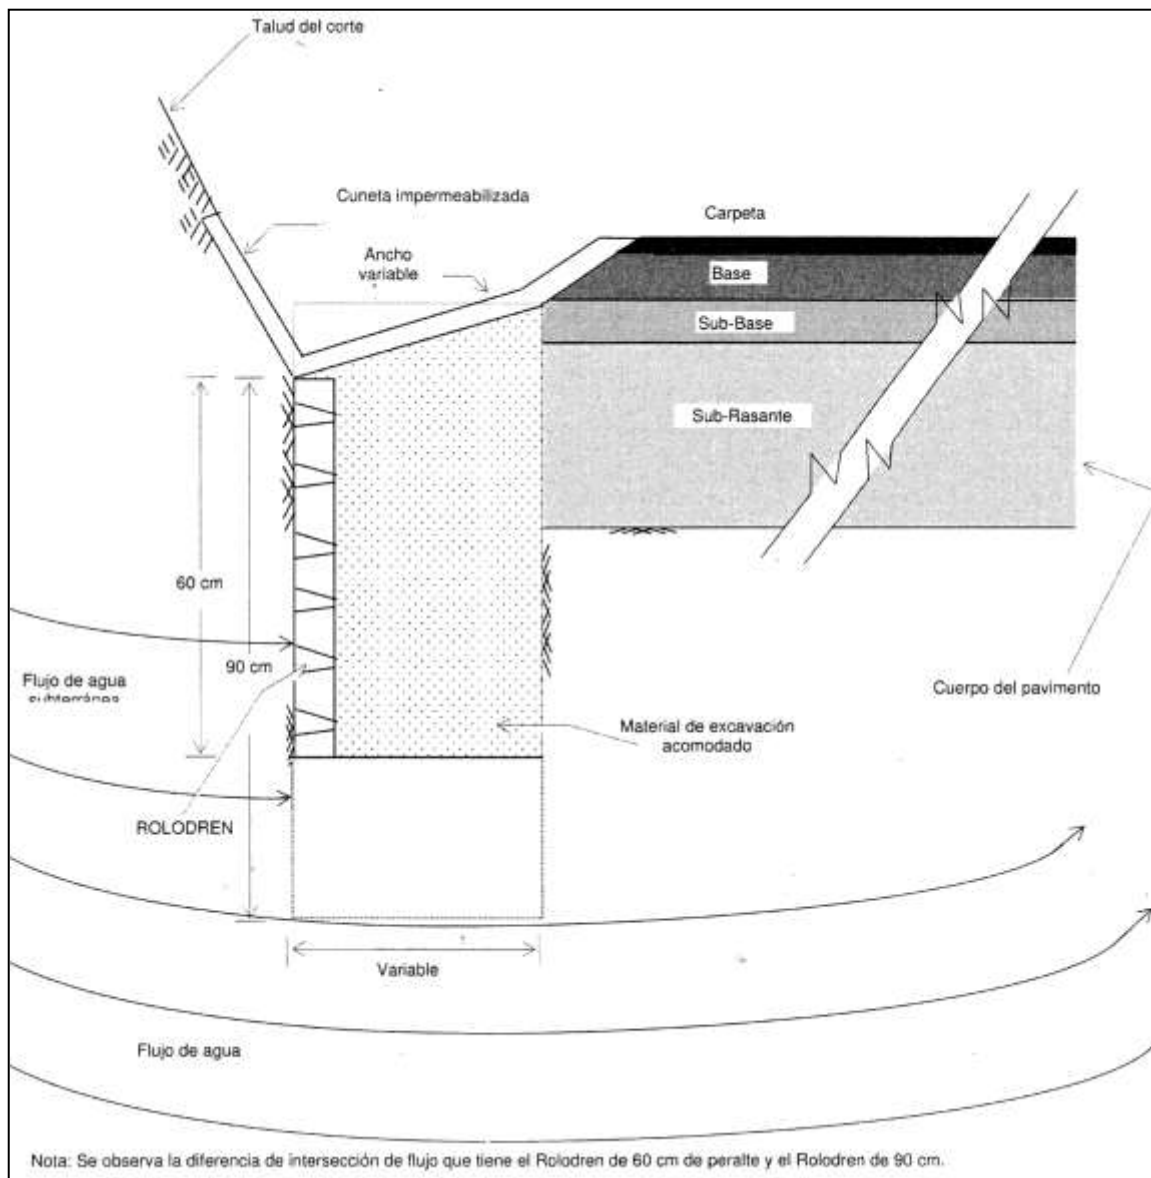 Talud del corte
Cuneta impermeabilizada
Carpeta
Ancho
variable
Base
Sub-Base
Sub-Rasante
60 cm
90 cm
Flujo de agua
subterránea
Cuerpo del pavimento
Material de excavación
acomodado
ROLODREN
Variable
Flujo de agua
Nota: Se observa la diferencia de intersección de flujo que tiene el Rolodren de 60 cm de peralte y el Rolodren de 90 cm.